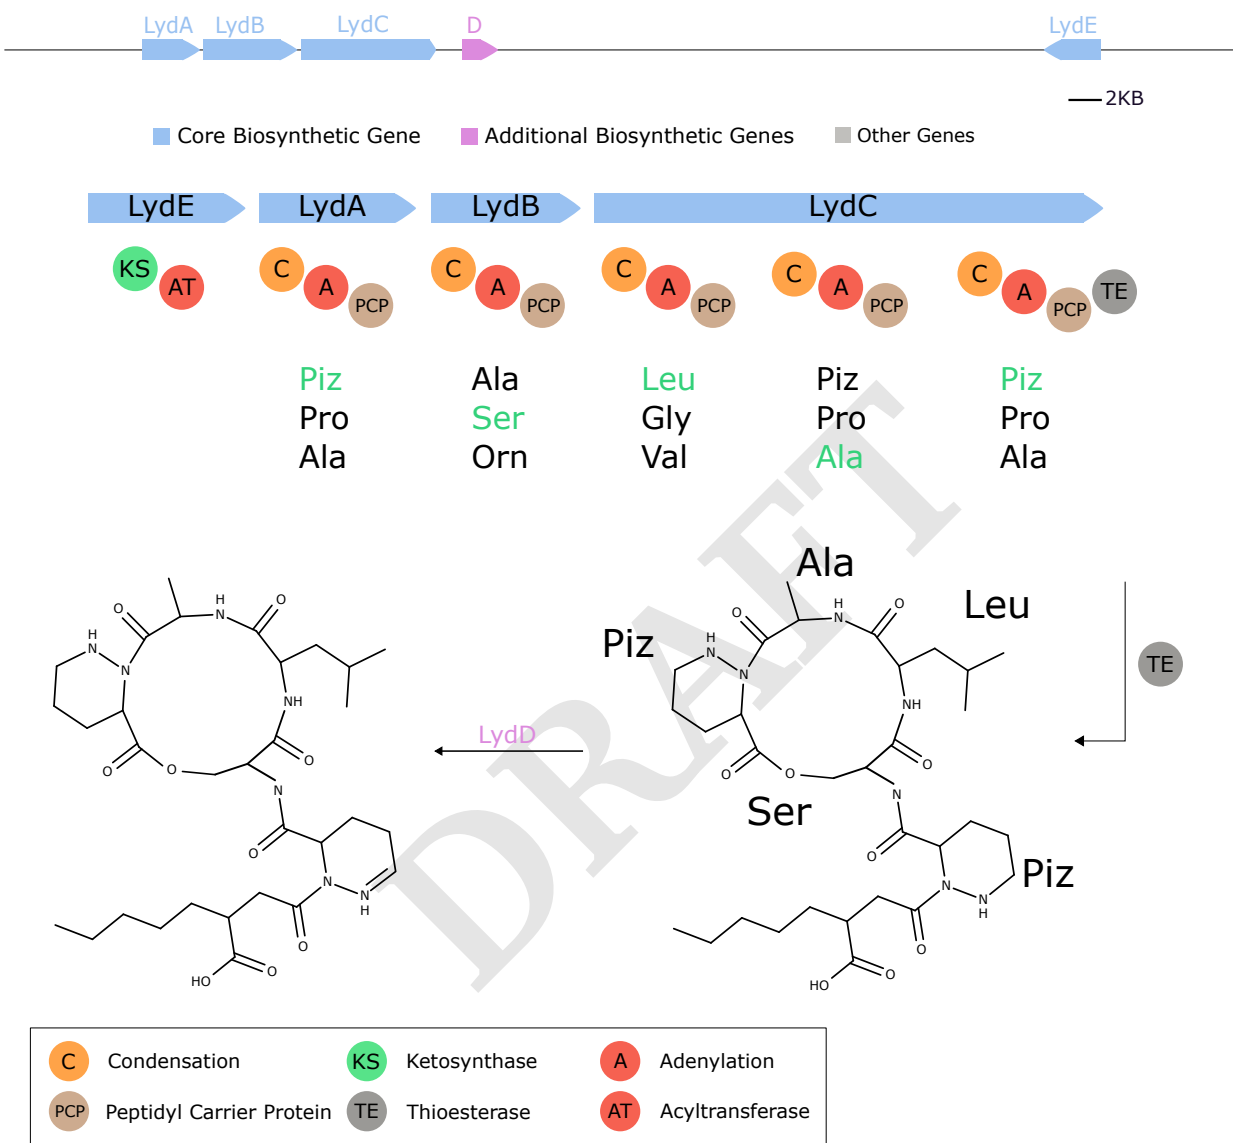 LydA LydB LydC D LydE
2KB
Core Biosynthetic Gene Additional Biosynthetic Genes Other Genes
LydE LydA LydB LydC
KS AT C A PCP C A PCP C A PCP C A PCP C A PCP TE
Piz Ala Leu Piz Piz
Pro Ser Gly Pro Pro
Ala Orn Val Ala Ala
DRAFT
Ala
Leu
Piz
TE
LydD
Ser
Piz
O N H O H N N NH O O O N O N N H O O HO
O N H O H N N NH O O O N O N N H O O HO
C Condensation KS Ketosynthase A Adenylation
PCP Peptidyl Carrier Protein TE Thioesterase AT Acyltransferase